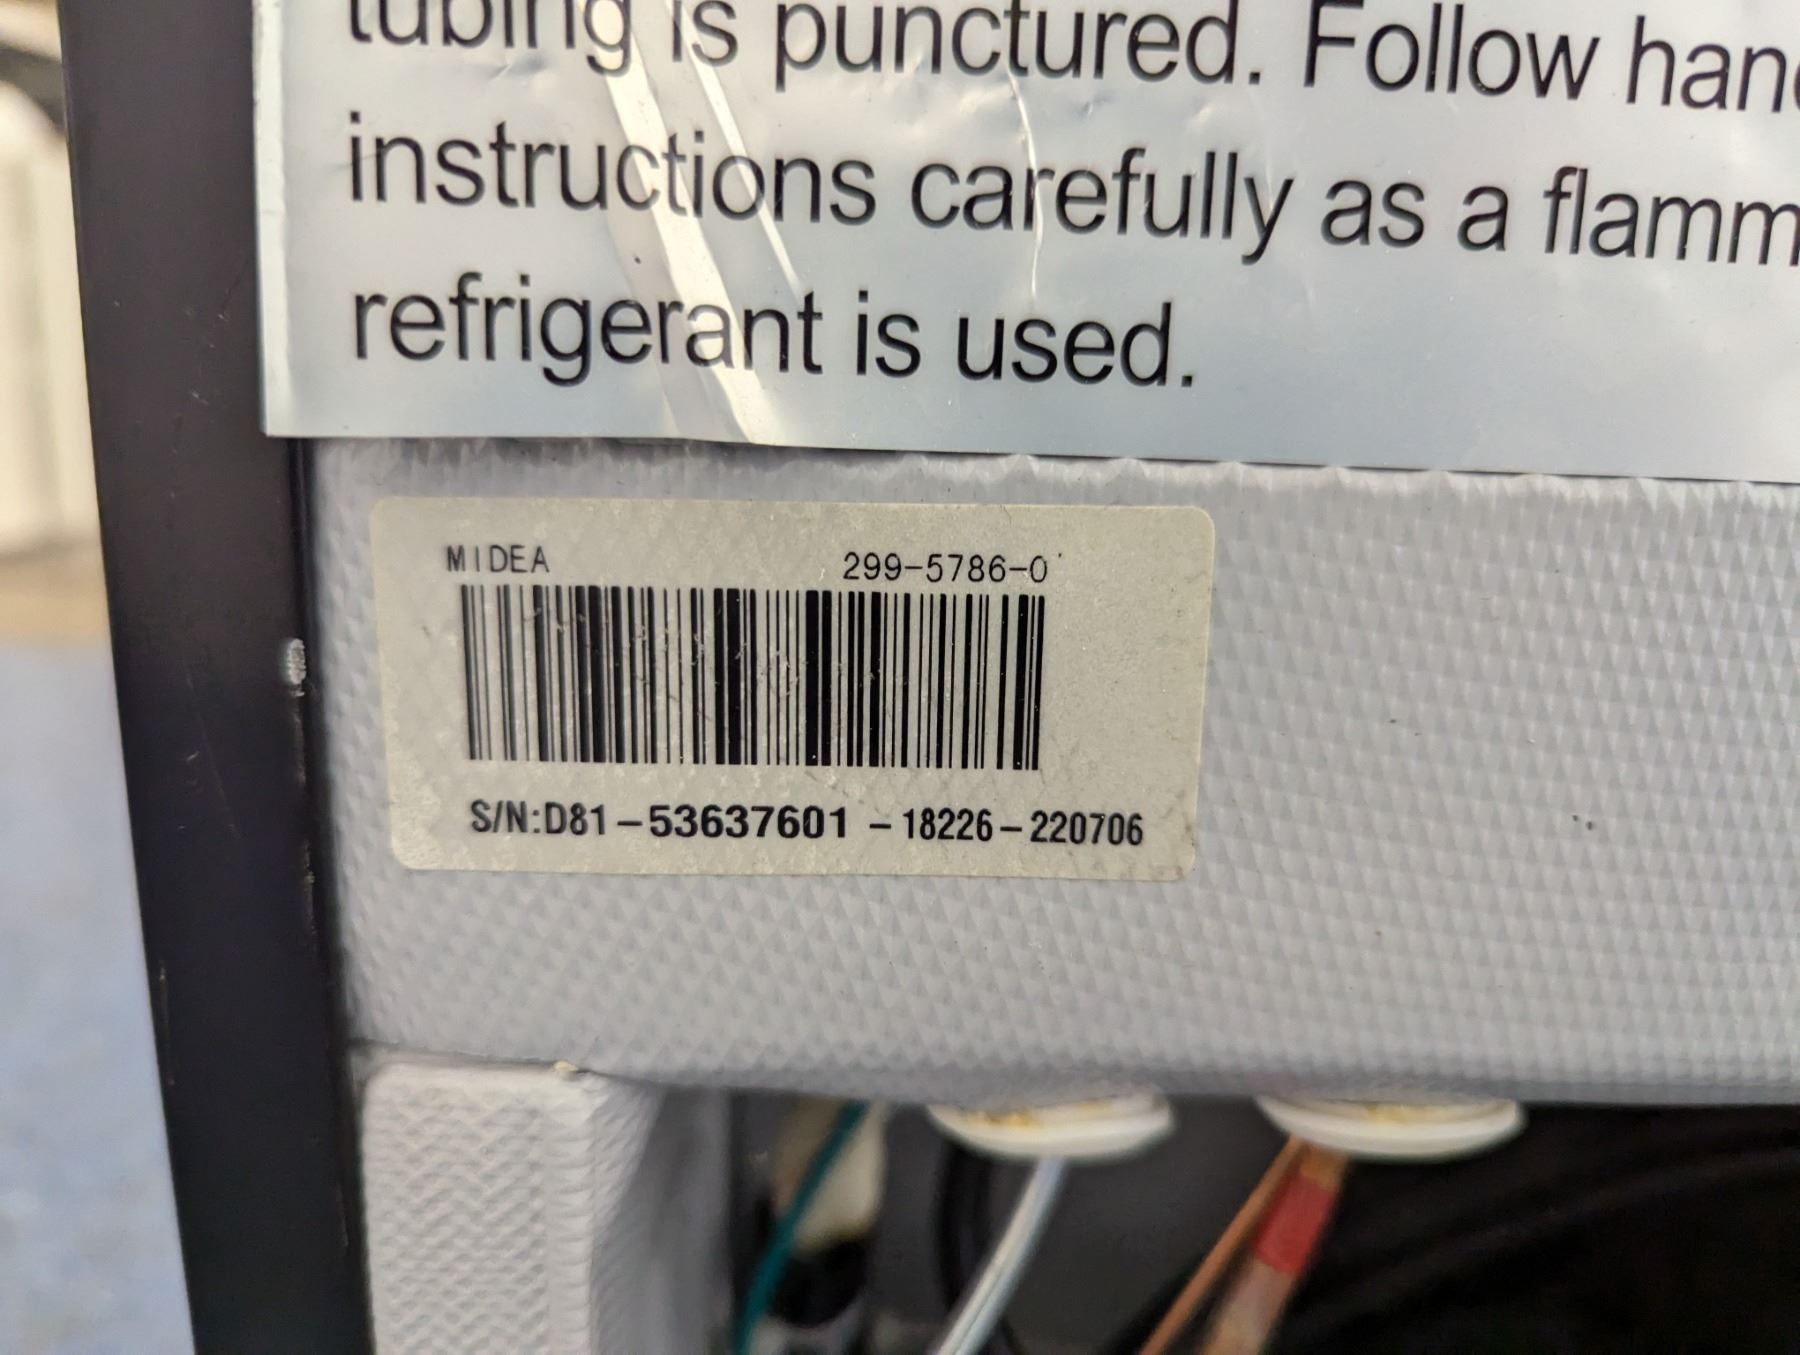 tubing is punctured. Follow
instructions carefully as a
refrigerant is used.
MIDEA 299-5786-0
S/N:D81-53637601-18226-220706